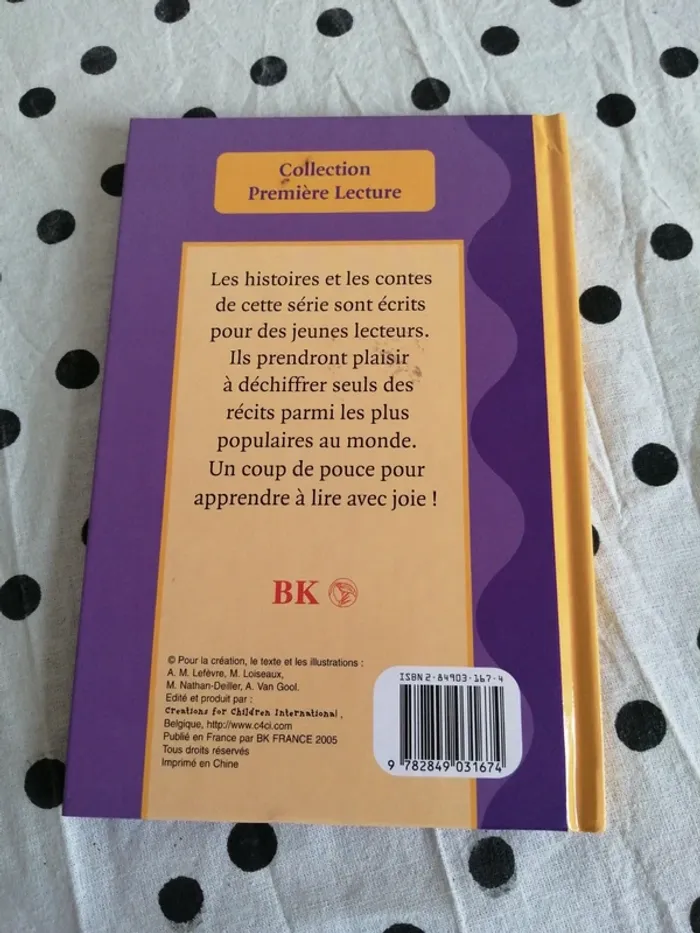 Collection
Première Lecture
Les histoires et les contes
de cette série sont écrits
pour des jeunes lecteurs.
Ils prendront plaisir
à déchiffrer seuls des
récits parmi les plus
populaires au monde.
Un coup de pouce pour
apprendre à lire avec joie !
BK
© Pour la création, le texte et les illustrations :
A. M. Lefèvre, M. Loiseaux,
M. Nathan-Deiller, A. Van Gool.
Edité et produit par :
Creations for Children International,
Belgique, http://www.c4ci.com
Publié en France par BK FRANCE 2005
Tous droits réservés
Imprimé en Chine
ISBN 2-84903-167-4
9 782849 031674